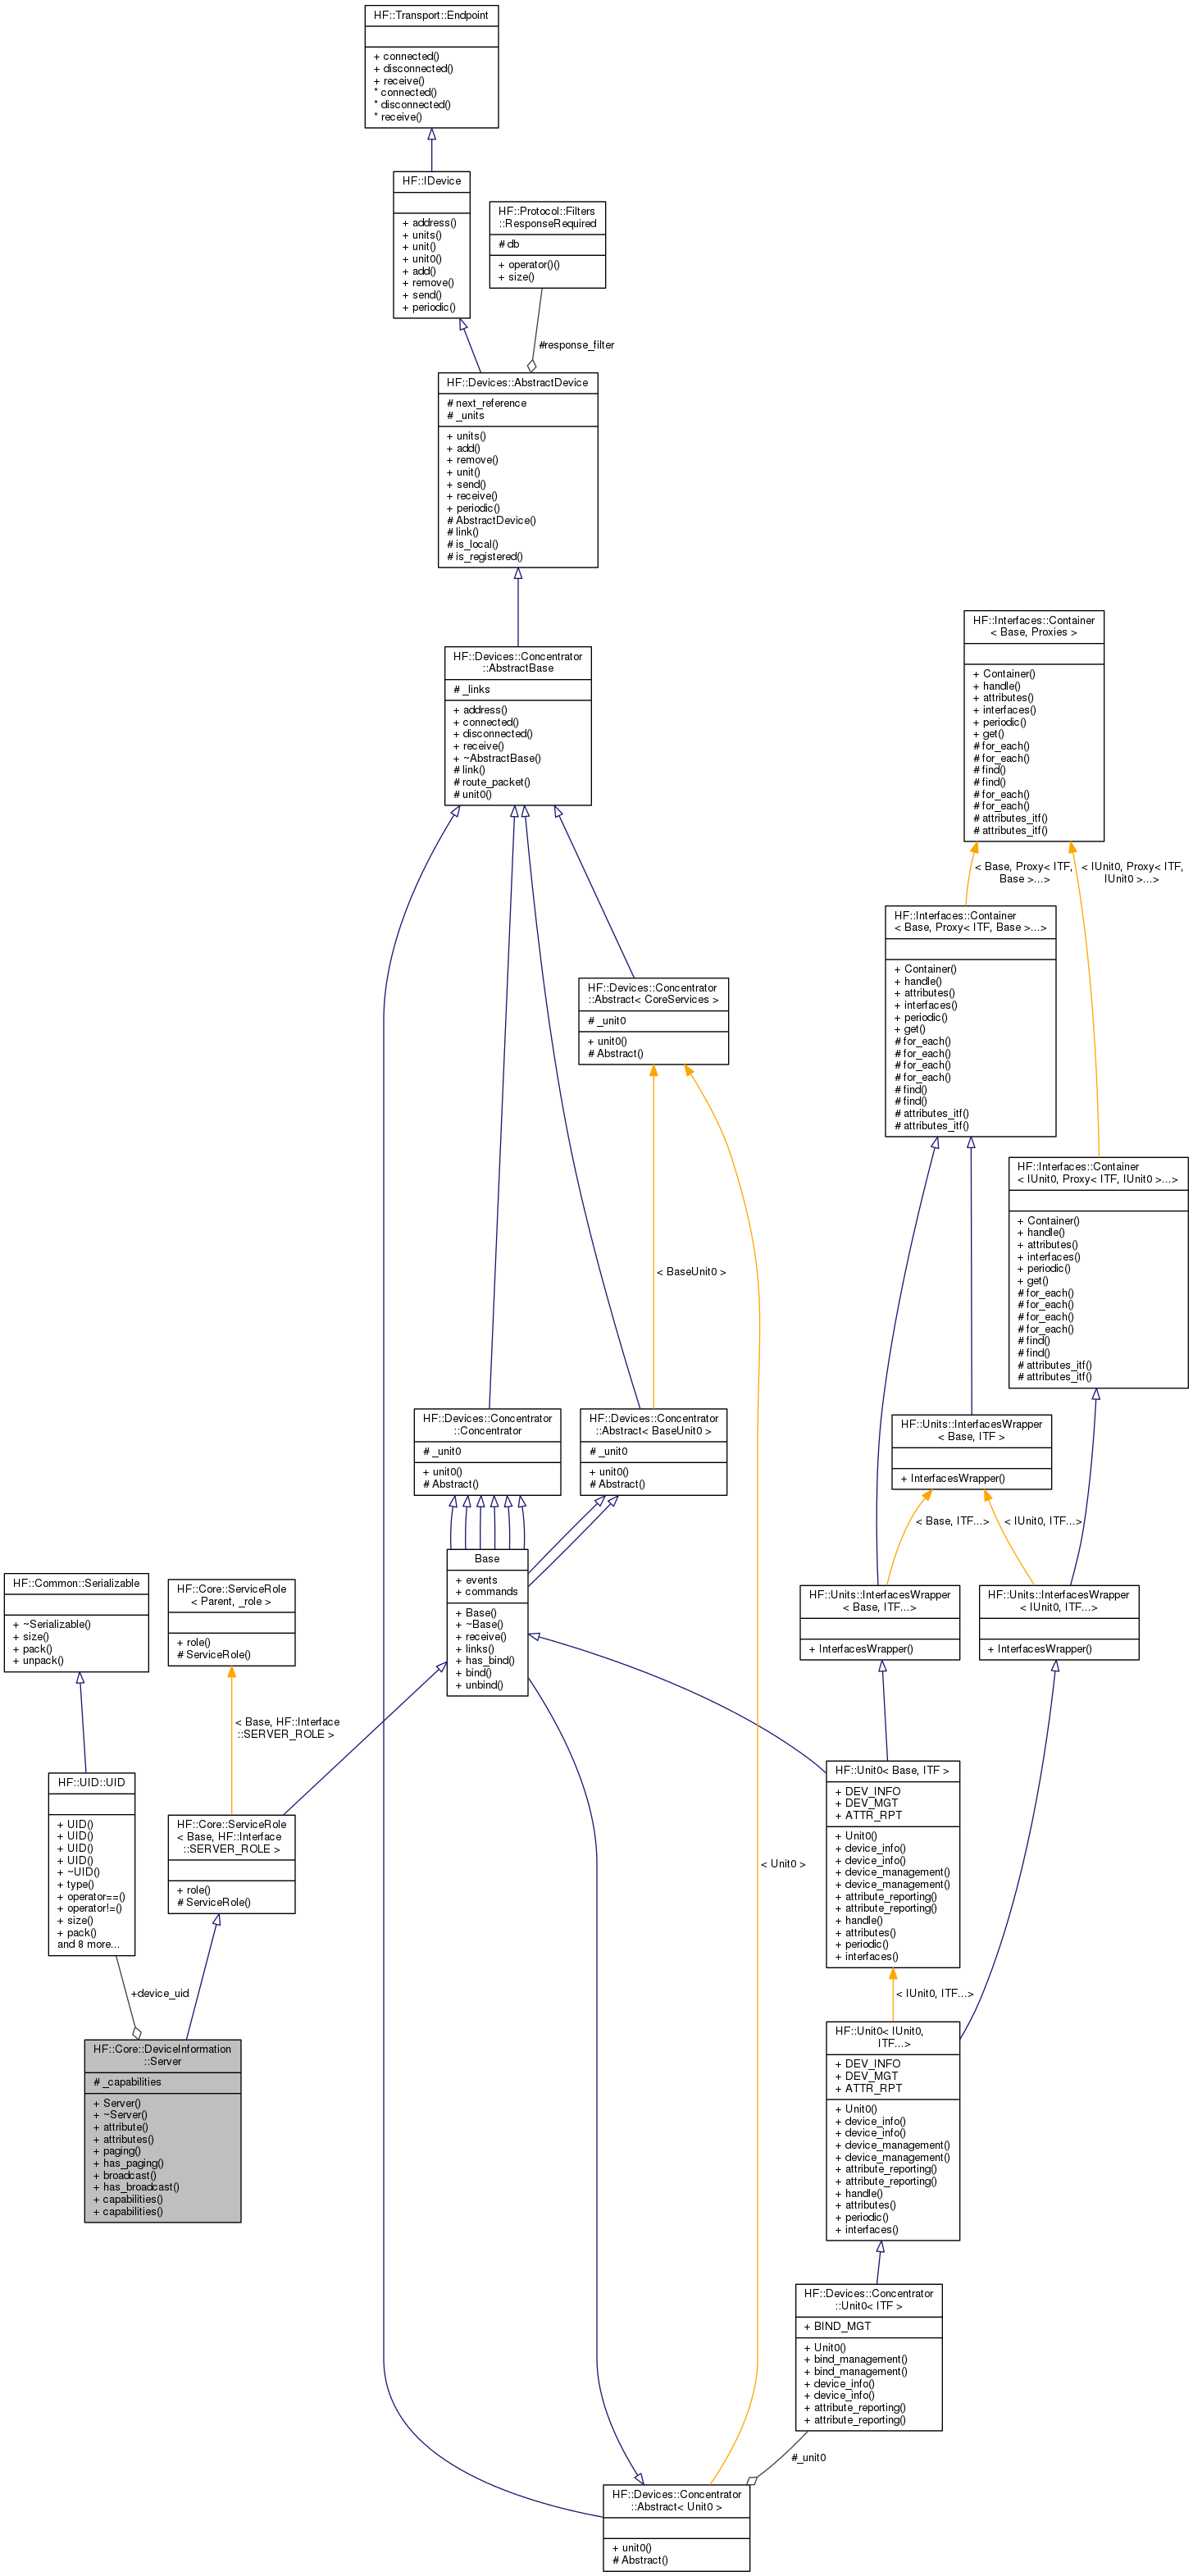 HF::Transport::Endpoint
+ connected()
+ disconnected()
+ receive()
* connected()
* disconnected()
* receive()
HF::IDevice
+ address()
+ units()
+ unit()
+ unit0()
+ add()
+ remove()
+ send()
+ periodic()
HF::Protocol::Filters
::ResponseRequired
# db
+ operator()()
+ size()
#response_filter
HF::Devices::AbstractDevice
# next_reference
# _units
+ units()
+ add()
+ remove()
+ unit()
+ send()
+ receive()
+ periodic()
# AbstractDevice()
# link()
# is_local()
# is_registered()
HF::Devices::Concentrator
::AbstractBase
# _links
+ address()
+ connected()
+ disconnected()
+ receive()
+ ~AbstractBase()
# link()
# route_packet()
# unit0()
HF::Interfaces::Container
< Base, Proxies >
+ Container()
+ handle()
+ attributes()
+ interfaces()
+ periodic()
+ get()
# for_each()
# for_each()
# find()
# find()
# for_each()
# for_each()
# attributes_itf()
# attributes_itf()
< Base, Proxy< ITF,
Base >...>
< IUnit0, Proxy< ITF,
IUnit0 >...>
HF::Interfaces::Container
< Base, Proxy< ITF, Base >...>
+ Container()
+ handle()
+ attributes()
+ interfaces()
+ periodic()
+ get()
# for_each()
# for_each()
# for_each()
# for_each()
# find()
# find()
# attributes_itf()
# attributes_itf()
HF::Devices::Concentrator
::Abstract< CoreServices >
# _unit0
+ unit0()
# Abstract()
HF::Interfaces::Container
< IUnit0, Proxy< ITF, IUnit0 >...>
+ Container()
+ handle()
+ attributes()
+ interfaces()
+ periodic()
+ get()
# for_each()
# for_each()
# for_each()
# for_each()
# find()
# find()
# attributes_itf()
# attributes_itf()
< BaseUnit0 >
HF::Devices::Concentrator
::Concentrator
# _unit0
+ unit0()
# Abstract()
HF::Devices::Concentrator
::Abstract< BaseUnit0 >
# _unit0
+ unit0()
# Abstract()
HF::Units::InterfacesWrapper
< Base, ITF >
+ InterfacesWrapper()
< Base, ITF...>
< IUnit0, ITF...>
Base
+ events
+ commands
+ Base()
+ ~Base()
+ receive()
+ links()
+ has_bind()
+ bind()
+ unbind()
HF::Common::Serializable
+ ~Serializable()
+ size()
+ pack()
+ unpack()
HF::Core::ServiceRole
< Parent, _role >
+ role()
# ServiceRole()
HF::Units::InterfacesWrapper
< Base, ITF...>
+ InterfacesWrapper()
HF::Units::InterfacesWrapper
< IUnit0, ITF...>
+ InterfacesWrapper()
< Base, HF::Interface
::SERVER_ROLE >
HF::UID::UID
+ UID()
+ UID()
+ UID()
+ UID()
+ ~UID()
+ type()
+ operator==()
+ operator!=()
+ size()
+ pack()
and 8 more...
HF::Core::ServiceRole
< Base, HF::Interface
::SERVER_ROLE >
+ role()
# ServiceRole()
HF::Unit0< Base, ITF >
+ DEV_INFO
+ DEV_MGT
+ ATTR_RPT
+ Unit0()
+ device_info()
+ device_info()
+ device_management()
+ device_management()
+ attribute_reporting()
+ attribute_reporting()
+ handle()
+ attributes()
+ periodic()
+ interfaces()
< Unit0 >
+device_uid
< IUnit0, ITF...>
HF::Core::DeviceInformation
::Server
# _capabilities
+ Server()
+ ~Server()
+ attribute()
+ attributes()
+ paging()
+ has_paging()
+ broadcast()
+ has_broadcast()
+ capabilities()
+ capabilities()
HF::Unit0< IUnit0,
ITF...>
+ DEV_INFO
+ DEV_MGT
+ ATTR_RPT
+ Unit0()
+ device_info()
+ device_info()
+ device_management()
+ device_management()
+ attribute_reporting()
+ attribute_reporting()
+ handle()
+ attributes()
+ periodic()
+ interfaces()
HF::Devices::Concentrator
::Unit0< ITF >
+ BIND_MGT
+ Unit0()
+ bind_management()
+ bind_management()
+ device_info()
+ device_info()
+ attribute_reporting()
+ attribute_reporting()
#_unit0
HF::Devices::Concentrator
::Abstract< Unit0 >
+ unit0()
# Abstract()